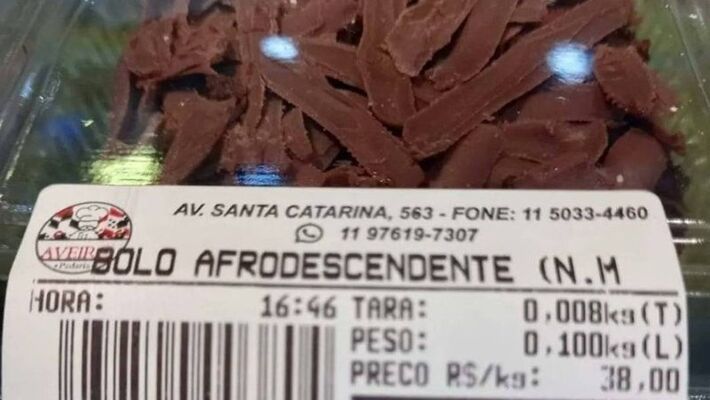 AV. SANTA CATARINA, 563 - FONE: 11 5033-4460
11 97619-7307
AVEIR
BOLO AFRODESCENDENTE (N.M
HORA: 16:46 TARA: 0,008kg(T)
PESO: 0,100kg(L)
PRECO R$/kg: 38,00